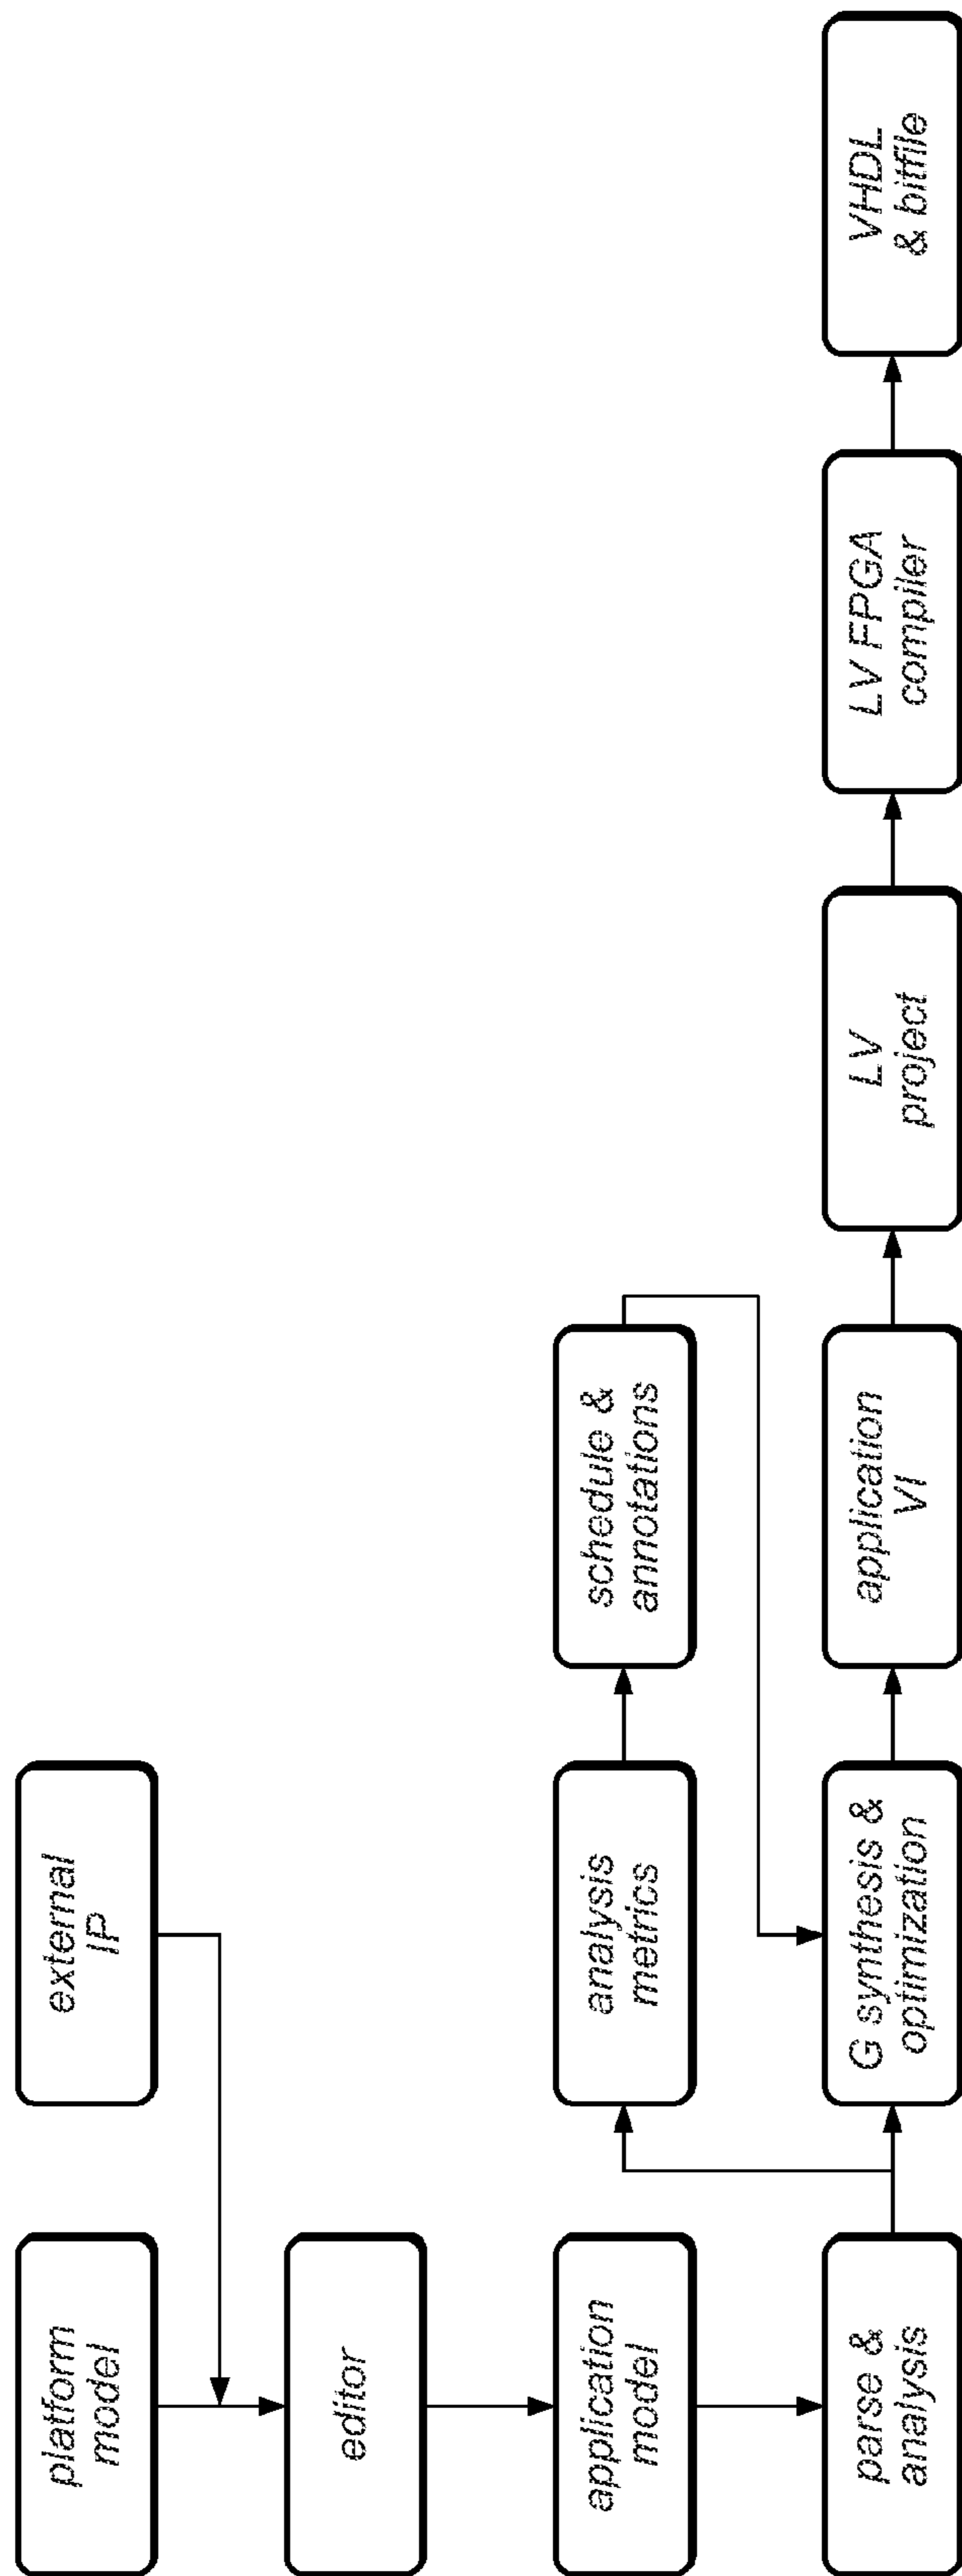 platform
model
external
IP
editor
application
model
analysis
metrics
schedule &
annotations
parse &
analysis
G synthesis &
optimization
application
VI
LV
project
LV FPGA
compiler
VHDL
& bitfile